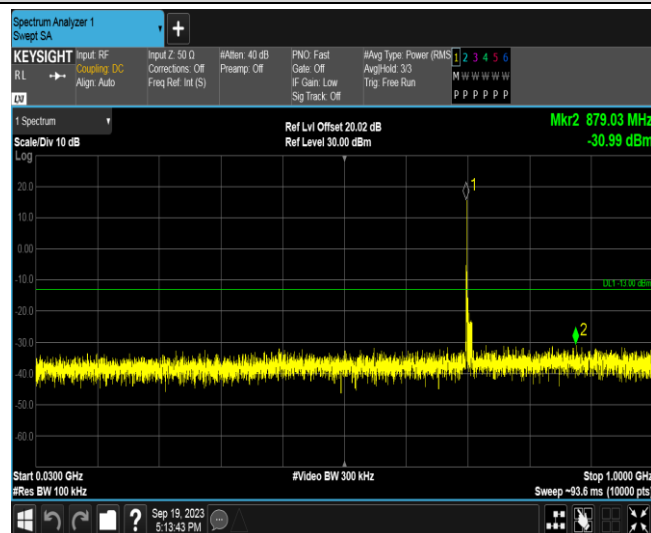 Spectrum Analyzer 1
Swept SA
+
KEYSIGHT
RL
Input: RF
Coupling: DC
Align: Auto
Input Z: 50 Ω
Corrections: Off
Freq Ref: Int (S)
#Atten: 40 dB
Preamp: Off
PNO: Fast
Gate: Off
IF Gain: Low
Sig Track: Off
#Avg Type: Power (RMS
Avg|Hold: 3/3
Trig: Free Run
1 2 3 4 5 6
M W W W W W
P P P P P P
LXI
1 Spectrum
Scale/Div 10 dB
Log
Ref Lvl Offset 20.02 dB
Ref Level 30.00 dBm
Mkr2 879.03 MHz
-30.99 dBm
20.0
10.0
0.00
-10.0
-20.0
-30.0
-40.0
-50.0
-60.0
1
DL1 -13.00 dBm
2
Start 0.0300 GHz
#Res BW 100 kHz
#Video BW 300 kHz
Stop 1.0000 GHz
Sweep ~93.6 ms (10000 pts)
?
Sep 19, 2023
5:13:43 PM